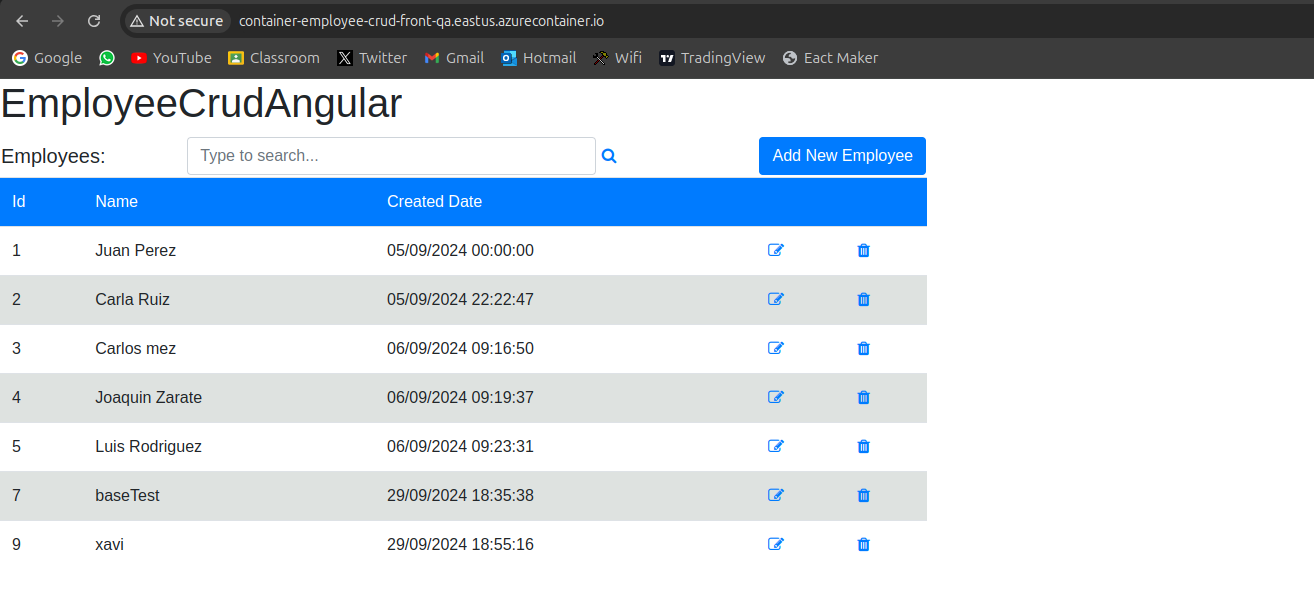 Not secure container-employee-crud-front-qa.eastus.azurecontainer.io
Google YouTube Classroom Twitter Gmail Hotmail Wifi TradingView Eact Maker
EmployeeCrudAngular
Employees: Type to search... Add New Employee
Id Name Created Date
1 Juan Perez 05/09/2024 00:00:00
2 Carla Ruiz 05/09/2024 22:22:47
3 Carlos mez 06/09/2024 09:16:50
4 Joaquin Zarate 06/09/2024 09:19:37
5 Luis Rodriguez 06/09/2024 09:23:31
7 baseTest 29/09/2024 18:35:38
9 xavi 29/09/2024 18:55:16